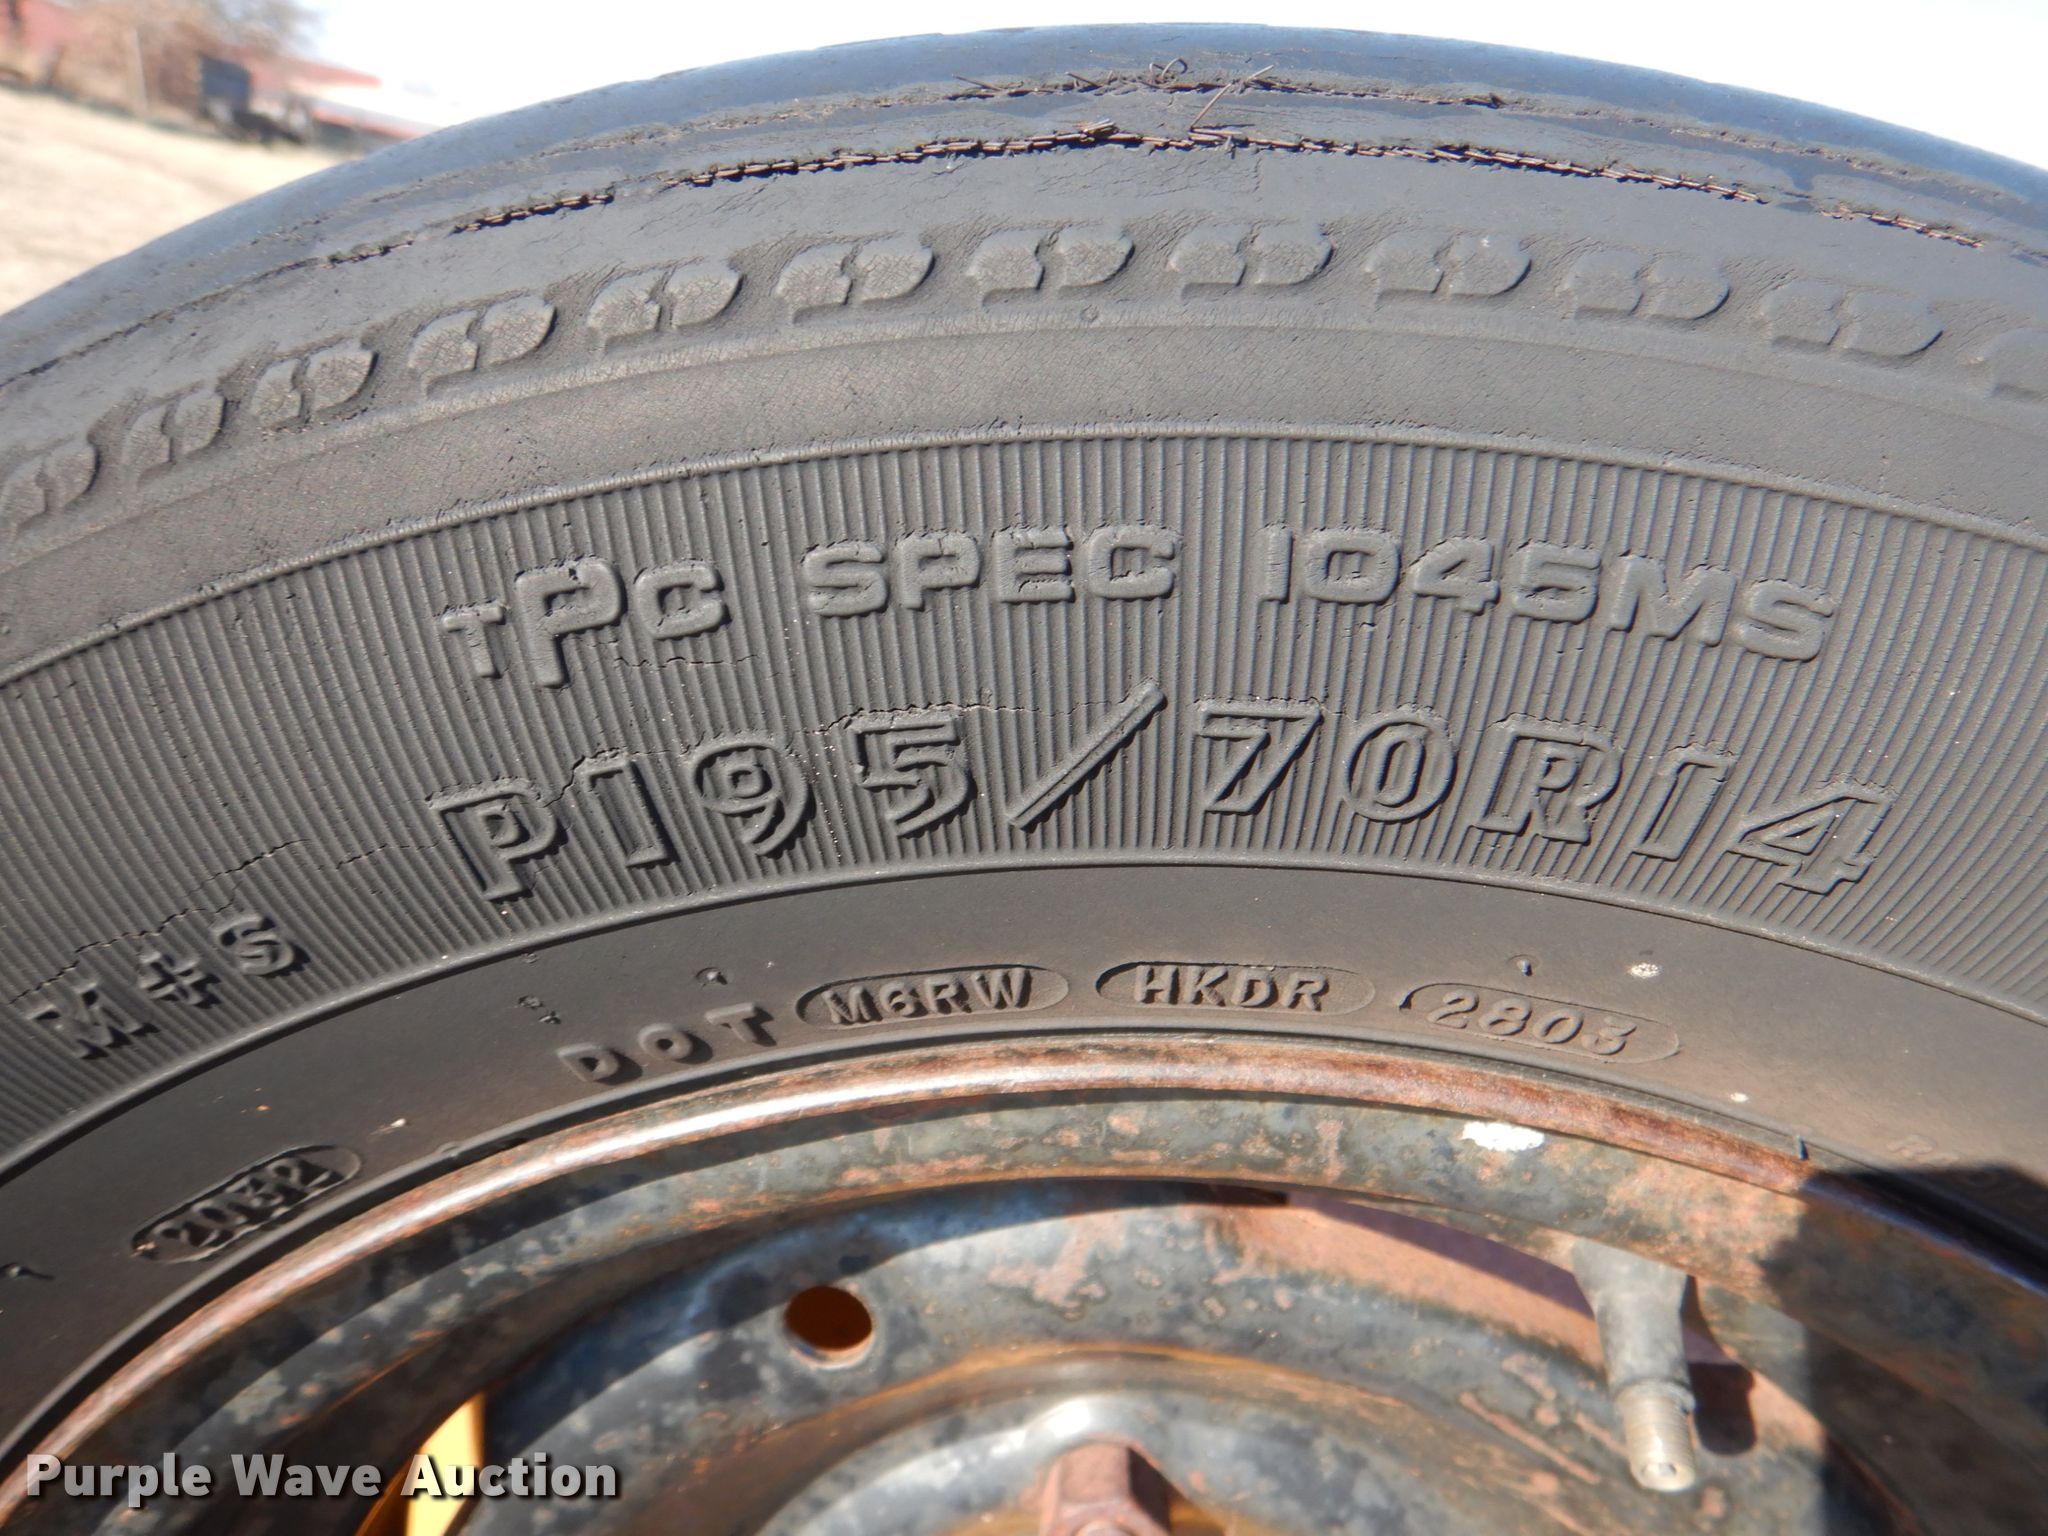 TPC SPEC 1045MS
P195/70R14
M+S
DOT M6RW HKDR 2803
Purple Wave Auction